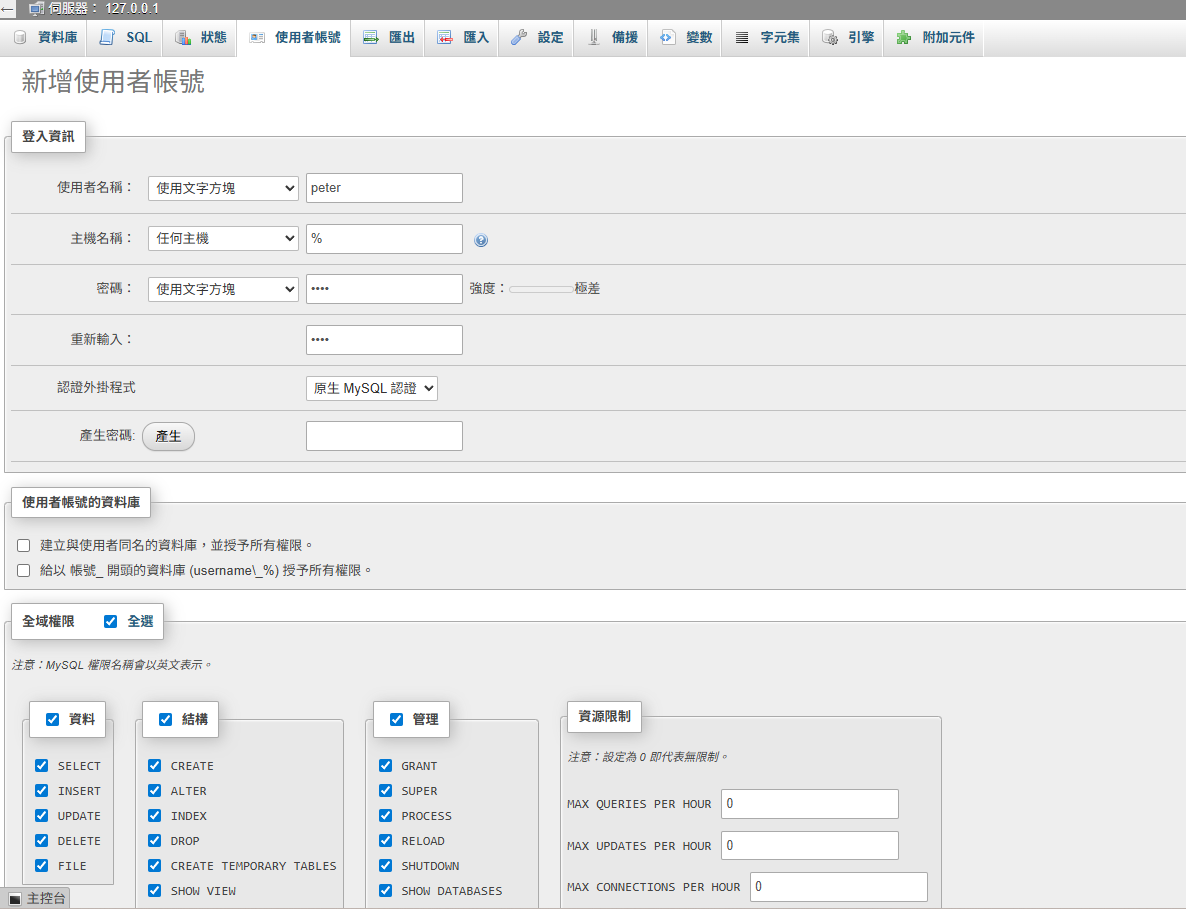 伺服器： 127.0.0.1
資料庫 SQL 狀態 使用者帳號 匯出 匯入 設定 備援 變數 字元集 引擎 附加元件
新增使用者帳號
登入資訊
使用者名稱： 使用文字方塊 peter
主機名稱： 任何主機 %
密碼： 使用文字方塊 •••• 強度： 極差
重新輸入： ••••
認證外掛程式 原生 MySQL 認證
產生密碼: 產生
使用者帳號的資料庫
建立與使用者同名的資料庫，並授予所有權限。
給以 帳號_ 開頭的資料庫 (username\_%) 授予所有權限。
全域權限 全選
注意：MySQL 權限名稱會以英文表示。
資料
SELECT
INSERT
UPDATE
DELETE
FILE
結構
CREATE
ALTER
INDEX
DROP
CREATE TEMPORARY TABLES
SHOW VIEW
管理
GRANT
SUPER
PROCESS
RELOAD
SHUTDOWN
SHOW DATABASES
資源限制
注意：設定為 0 即代表無限制。
MAX QUERIES PER HOUR 0
MAX UPDATES PER HOUR 0
MAX CONNECTIONS PER HOUR 0
主控台